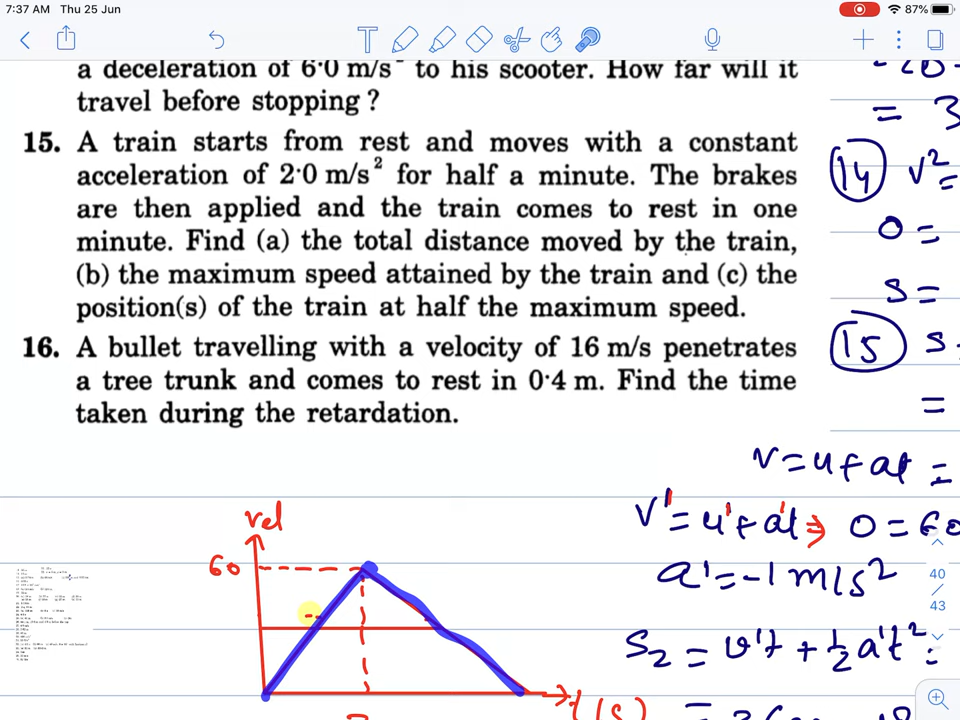 7:37 AM Thu 25 Jun
87%
a deceleration of 6·0 m/s² to his scooter. How far will it
travel before stopping ?
15. A train starts from rest and moves with a constant
acceleration of 2·0 m/s² for half a minute. The brakes
are then applied and the train comes to rest in one
minute. Find (a) the total distance moved by the train,
(b) the maximum speed attained by the train and (c) the
position(s) of the train at half the maximum speed.
16. A bullet travelling with a velocity of 16 m/s penetrates
a tree trunk and comes to rest in 0·4 m. Find the time
taken during the retardation.
= 3
14 v² =
0 =
s =
15 s
=
v = u + at =
v' = u' + a't ⇒ 0 = 60
a' = -1 m/s²
S₂ = u't + ½ a't² =
vel
60
t (s)
40
/
43